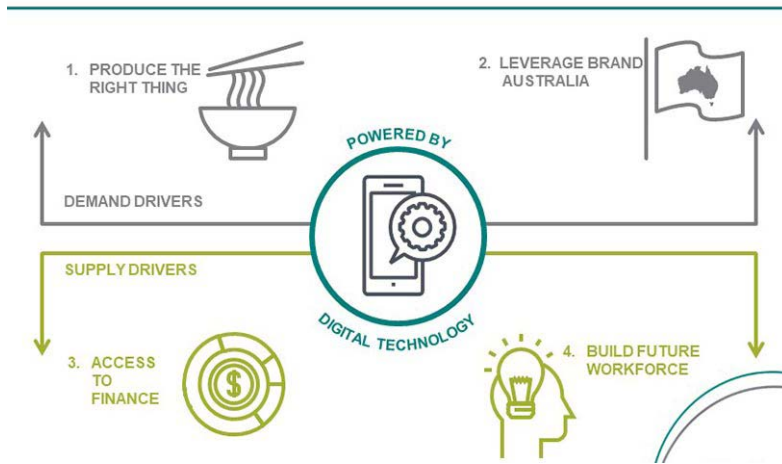 1. PRODUCE THE
RIGHT THING
2. LEVERAGE BRAND
AUSTRALIA
POWERED BY
DEMAND DRIVERS
SUPPLY DRIVERS
DIGITAL TECHNOLOGY
3. ACCESS
TO
FINANCE
$
4. BUILD FUTURE
WORKFORCE